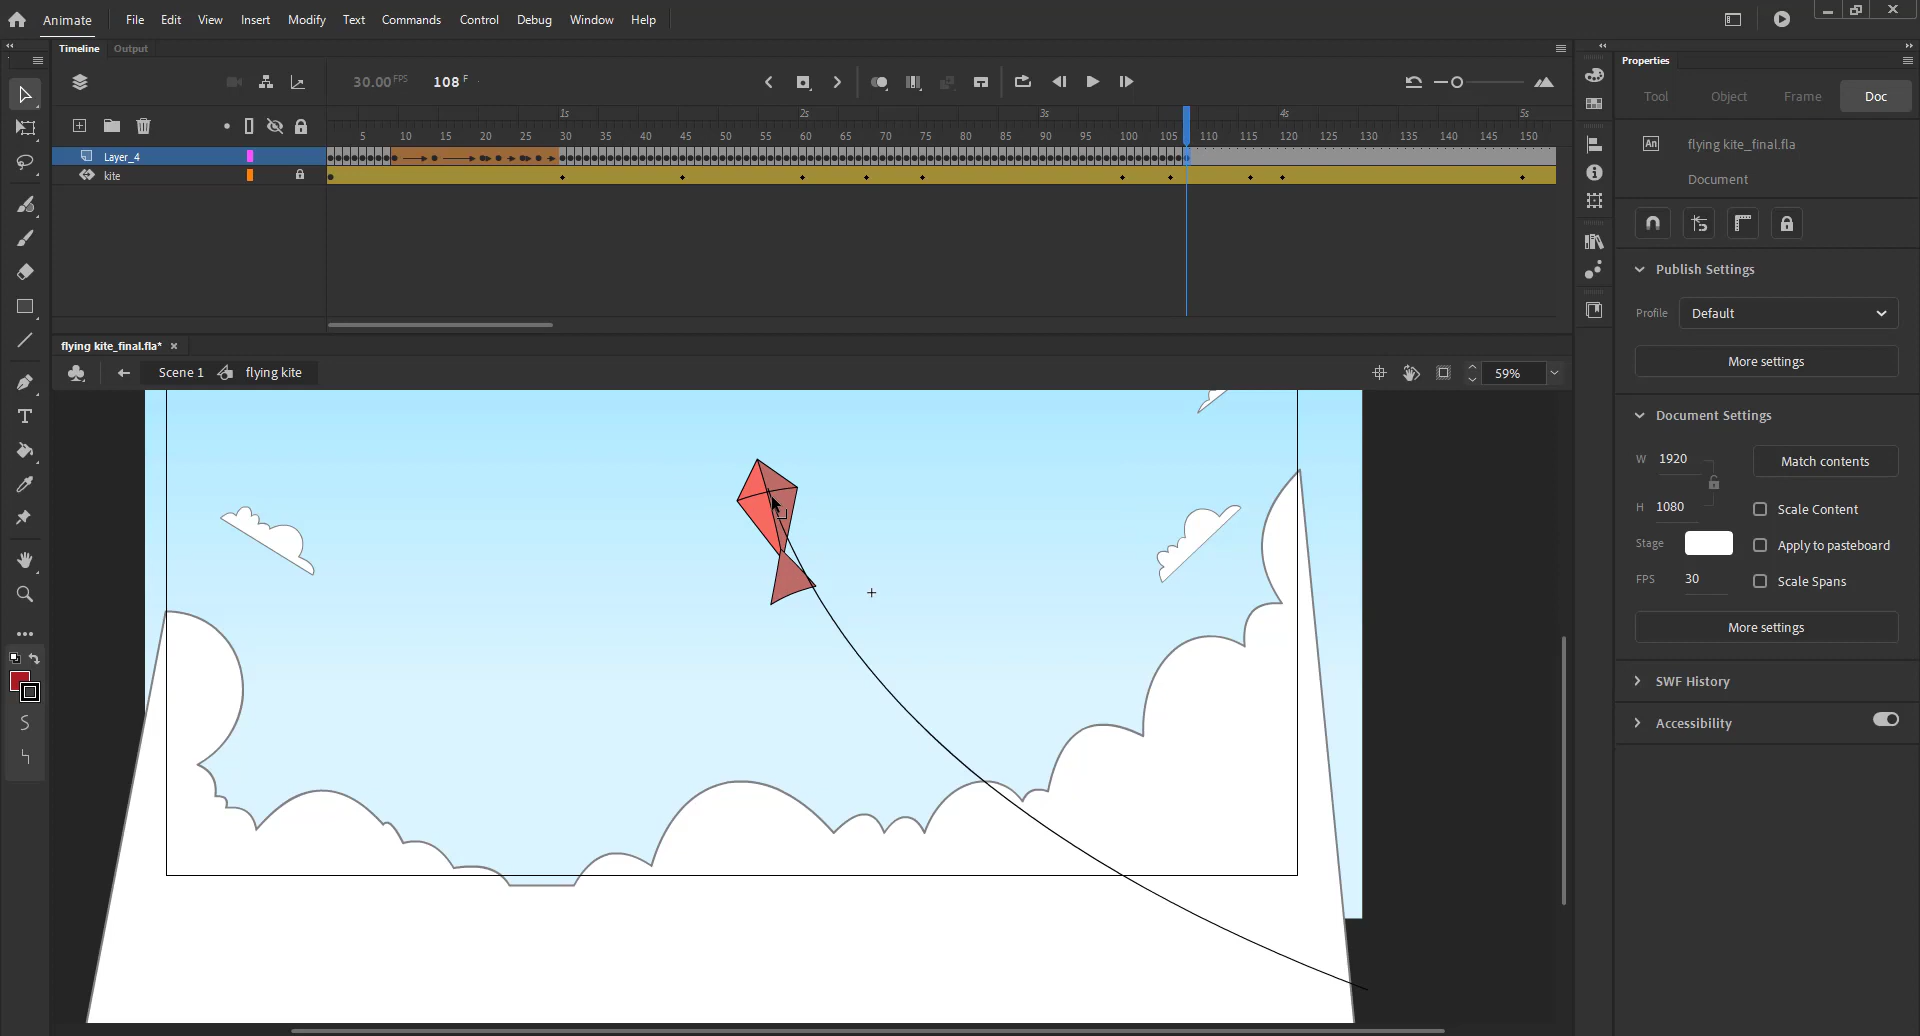 Animate File Edit View Insert Modify Text Commands Control Debug Window Help
Timeline Output
Properties
30.00 FPS 108 F
Tool Object Frame Doc
1s 2s 3s 4s 5s
5 10 15 20 25 30 35 40 45 50 55 60 65 70 75 80 85 90 95 100 105 110 115 120 125 130 135 140 145 150
Layer_4
kite
An flying kite_final.fla
Document
Publish Settings
Profile Default
More settings
flying kite_final.fla*
Scene 1 flying kite 59%
Document Settings
W 1920 Match contents
H 1080 Scale Content
Stage Apply to pasteboard
FPS 30 Scale Spans
More settings
SWF History
Accessibility